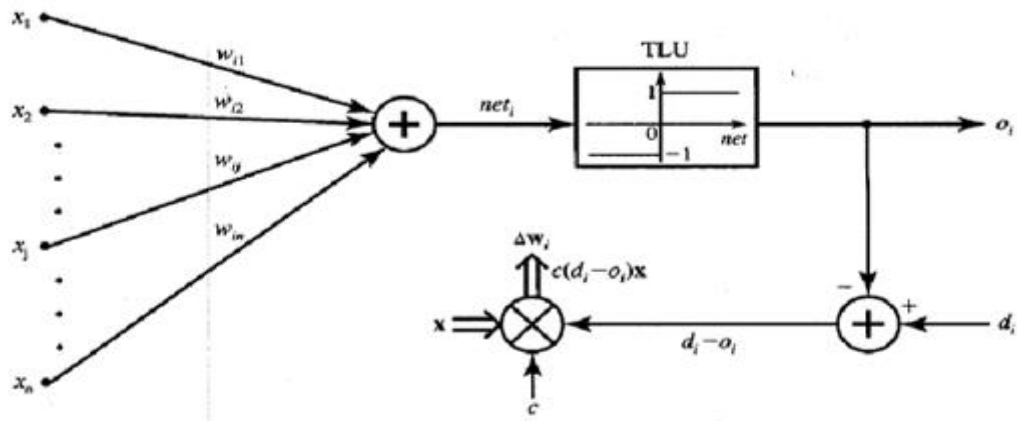 x₁
wᵢ₁
TLU
x₂
wᵢ₂
netᵢ
1
0
net
−1
oᵢ
wᵢⱼ
xⱼ
wᵢₙ
Δwᵢ
c(dᵢ−oᵢ)x
x
−
+
dᵢ
dᵢ−oᵢ
xₙ
c